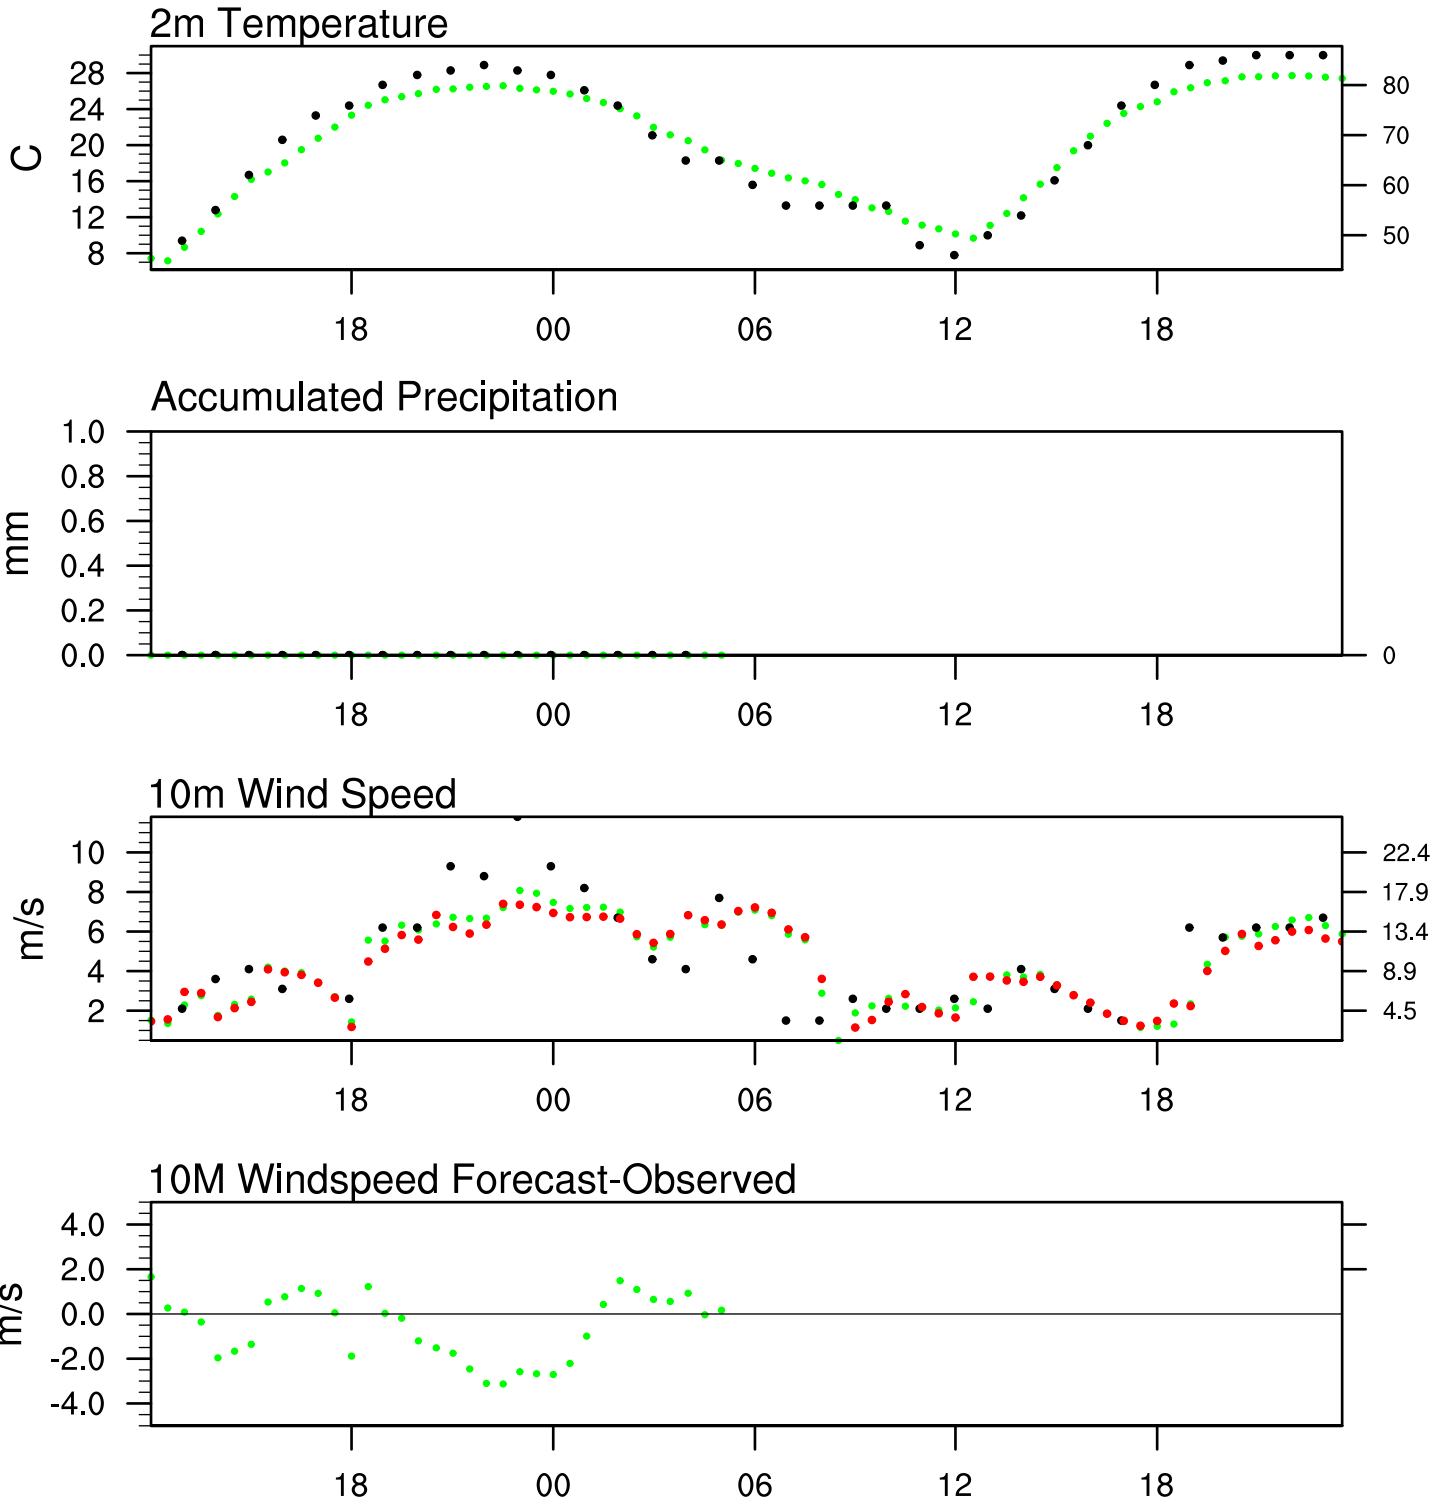 2m Temperature
28
24
20
16
12
8
C
80
70
60
50
18 00 06 12 18
Accumulated Precipitation
1.0
0.8
0.6
0.4
0.2
0.0
mm
0
18 00 06 12 18
10m Wind Speed
10
8
6
4
2
m/s
22.4
17.9
13.4
8.9
4.5
18 00 06 12 18
10M Windspeed Forecast-Observed
4.0
2.0
0.0
-2.0
-4.0
m/s
18 00 06 12 18